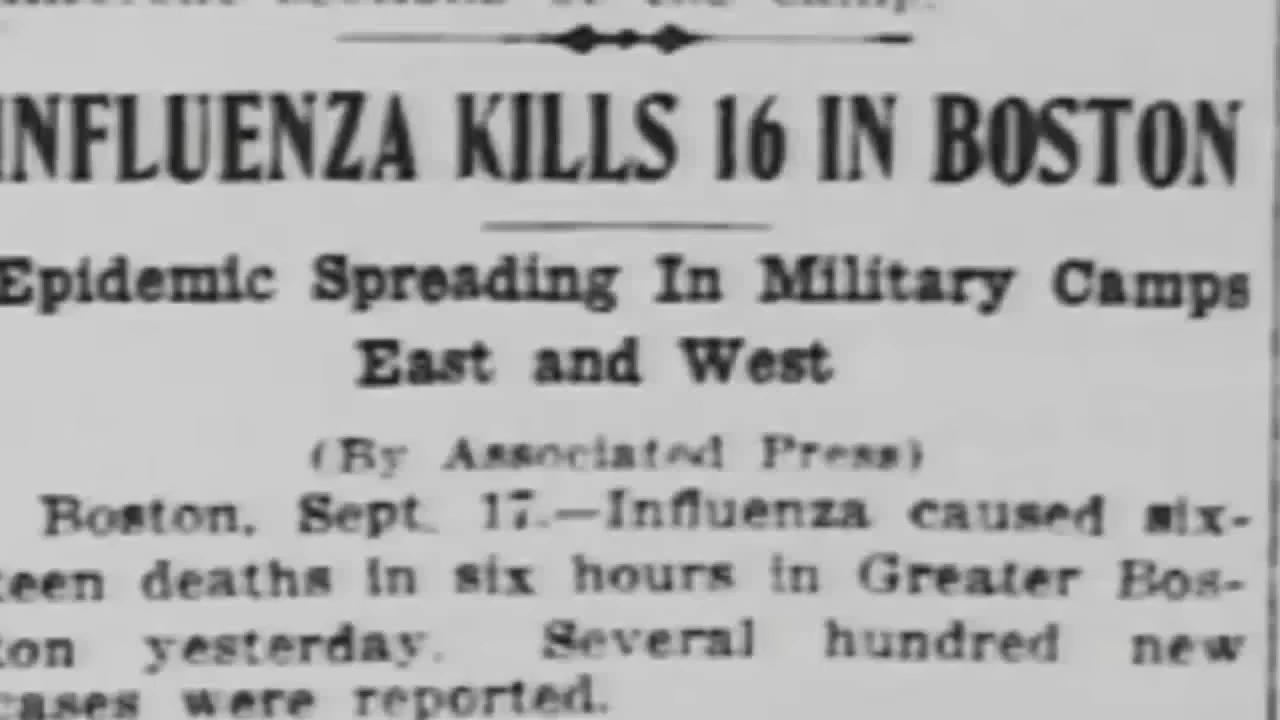 INFLUENZA KILLS 16 IN BOSTON
Epidemic Spreading In Military Camps
East and West
(By Associated Press)
Boston, Sept. 17.—Influenza caused six-
teen deaths in six hours in Greater Bos-
ton yesterday. Several hundred new
cases were reported.